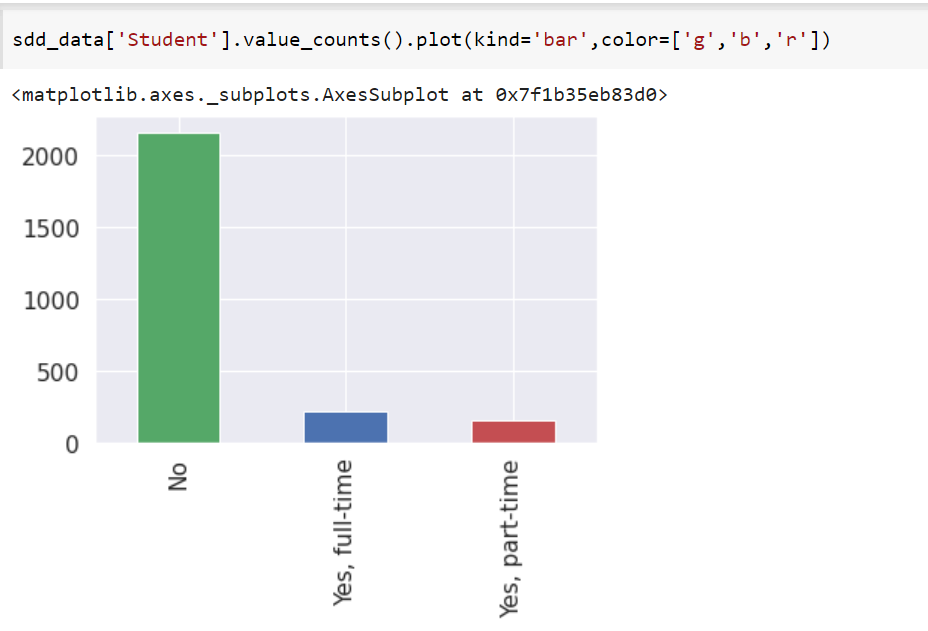 sdd_data['Student'].value_counts().plot(kind='bar',color=['g','b','r'])
<matplotlib.axes._subplots.AxesSubplot at 0x7f1b35eb83d0>
2000
1500
1000
500
0
No
Yes, full-time
Yes, part-time